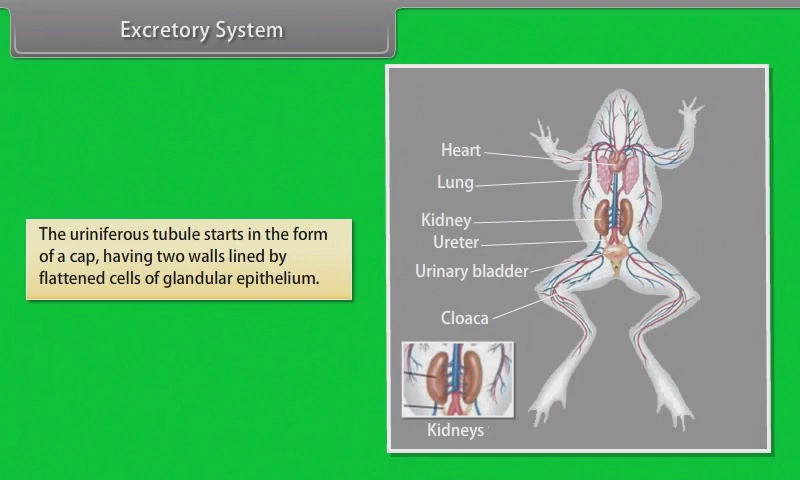 Excretory System
The uriniferous tubule starts in the form
of a cap, having two walls lined by
flattened cells of glandular epithelium.
Heart
Lung
Kidney
Ureter
Urinary bladder
Cloaca
Kidneys